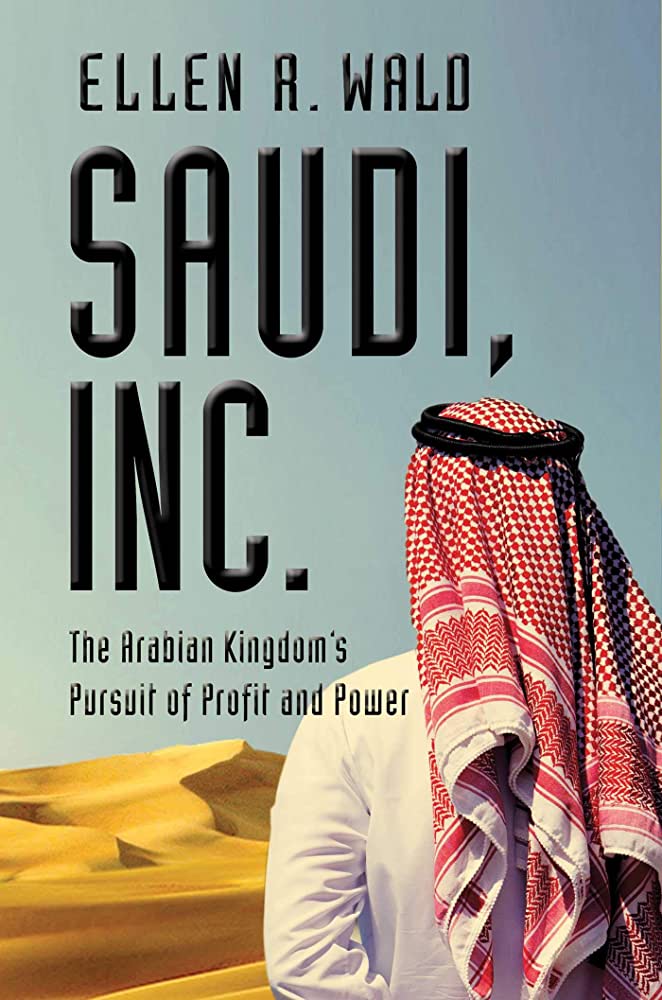 ELLEN R. WALD
SAUDI,
INC.
The Arabian Kingdom's
Pursuit of Profit and Power